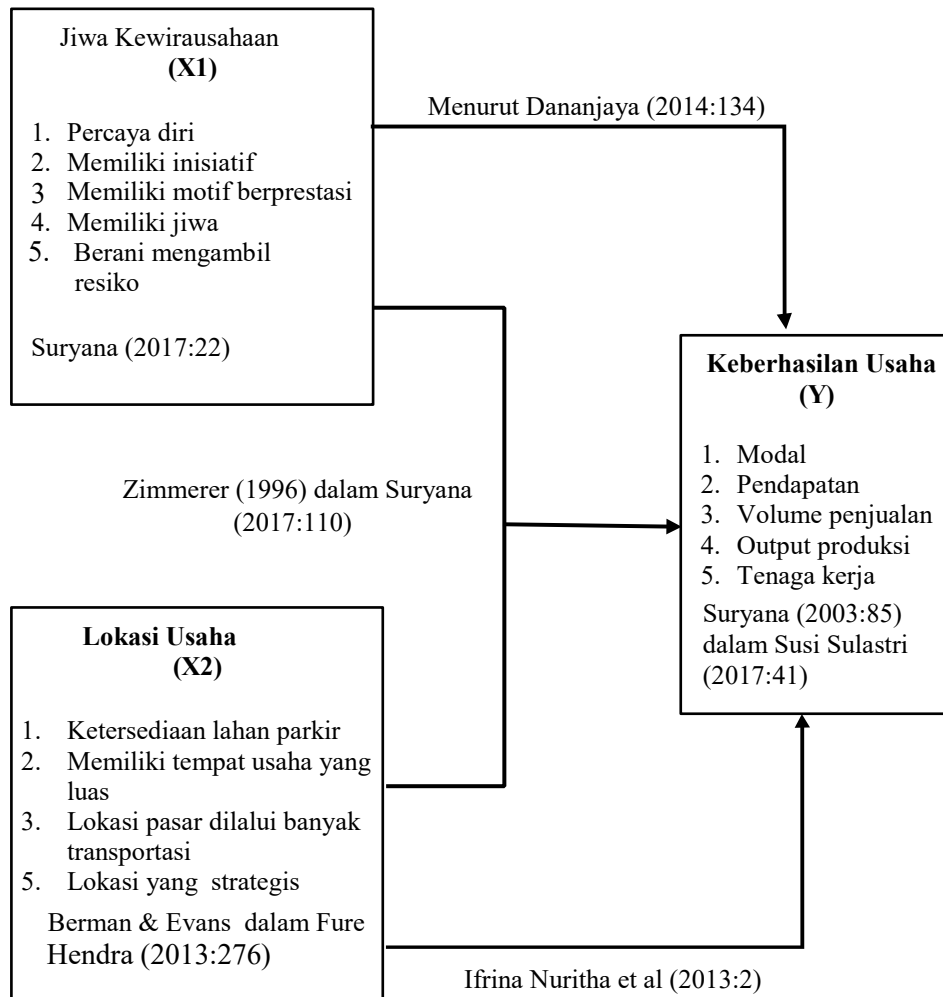 Jiwa Kewirausahaan
(X1)
1. Percaya diri
2. Memiliki inisiatif
3 Memiliki motif berprestasi
4. Memiliki jiwa
5. Berani mengambil
resiko
Suryana (2017:22)
Menurut Dananjaya (2014:134)
Zimmerer (1996) dalam Suryana
(2017:110)
Keberhasilan Usaha
(Y)
1. Modal
2. Pendapatan
3. Volume penjualan
4. Output produksi
5. Tenaga kerja
Suryana (2003:85)
dalam Susi Sulastri
(2017:41)
Lokasi Usaha
(X2)
1. Ketersediaan lahan parkir
2. Memiliki tempat usaha yang
luas
3. Lokasi pasar dilalui banyak
transportasi
5. Lokasi yang strategis
Berman & Evans dalam Fure
Hendra (2013:276)
Ifrina Nuritha et al (2013:2)